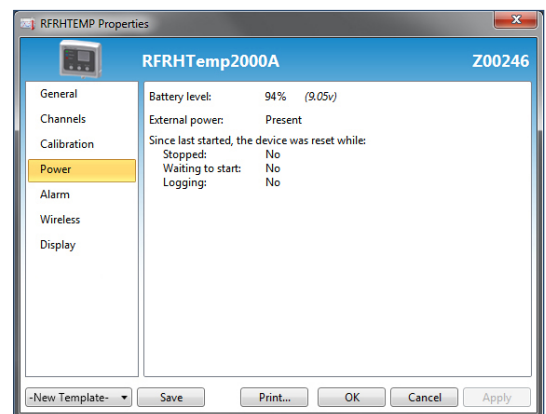 RFRHTEMP Properties
RFRHTemp2000A Z00246
General
Channels
Calibration
Power
Alarm
Wireless
Display
Battery level: 94% (9.05v)
External power: Present
Since last started, the device was reset while:
Stopped: No
Waiting to start: No
Logging: No
-New Template- Save Print... OK Cancel Apply